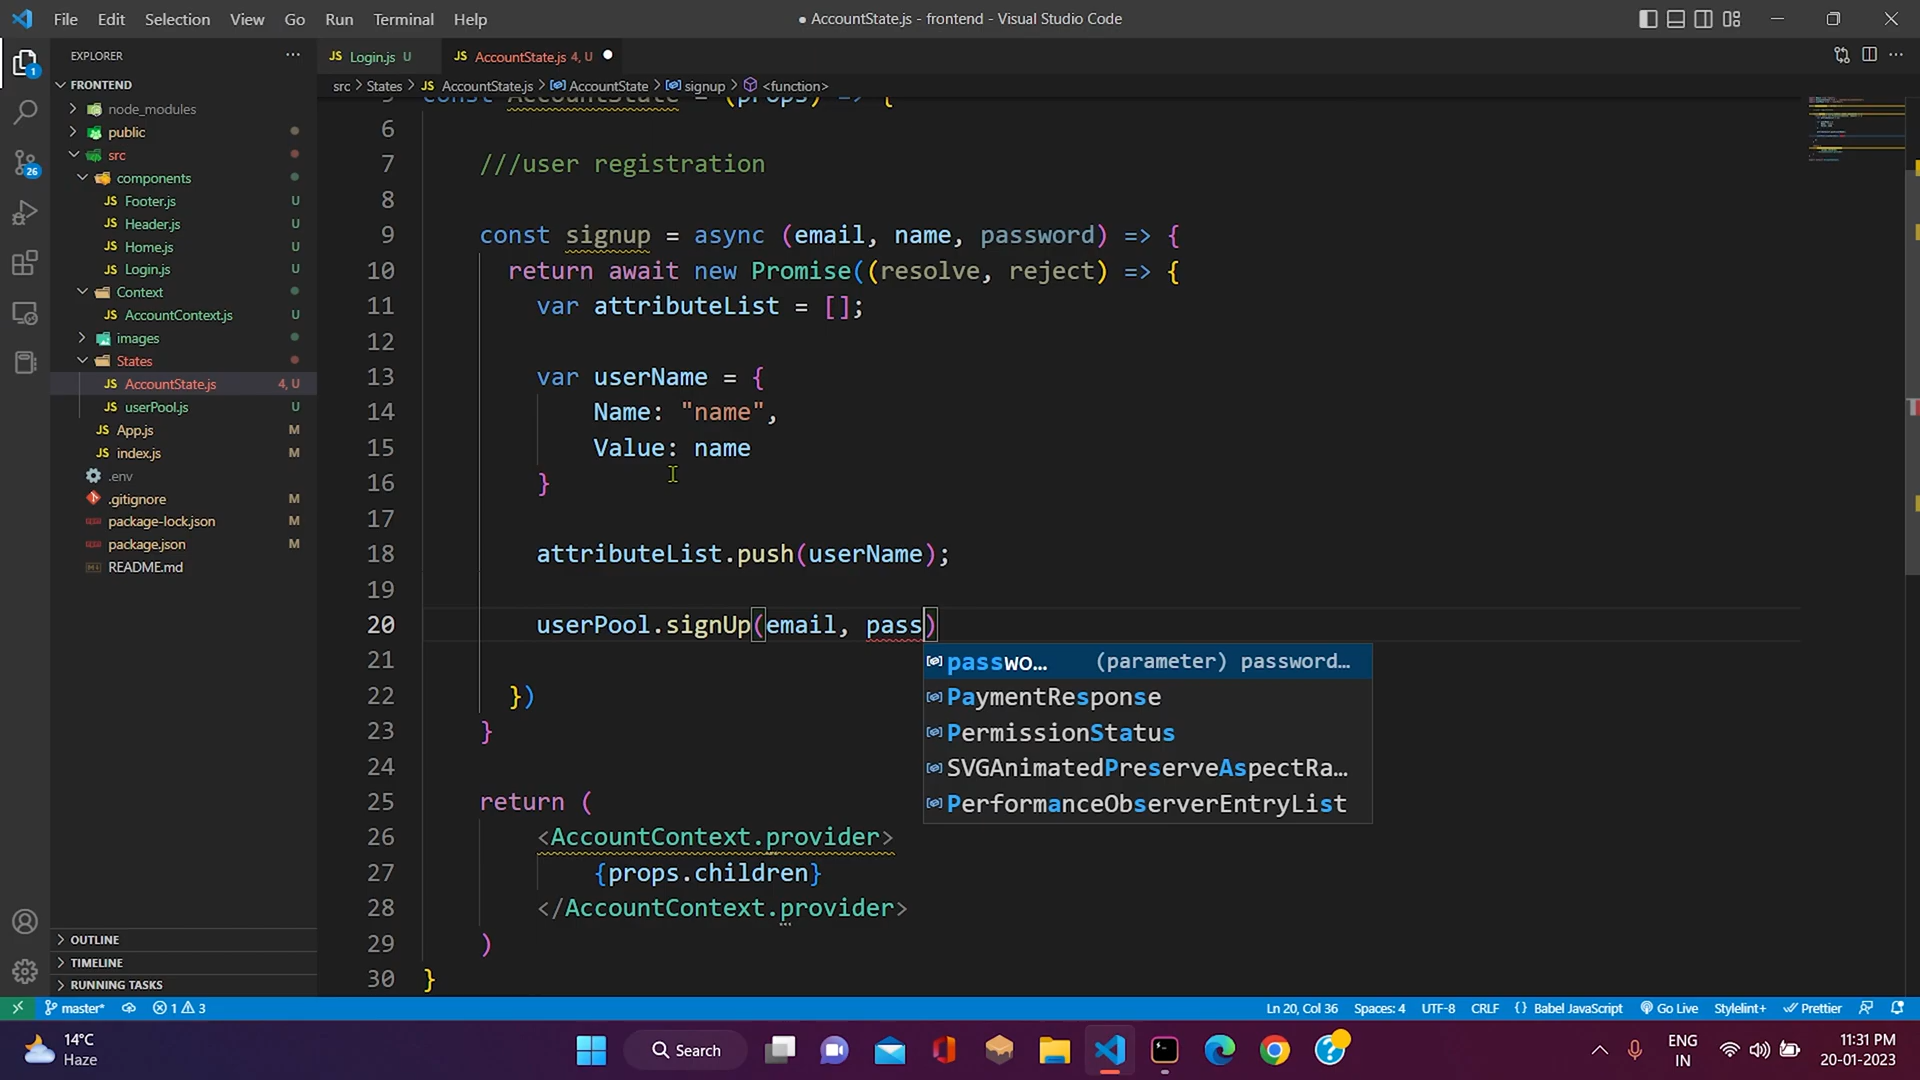 File Edit Selection View Go Run Terminal Help
● AccountState.js - frontend - Visual Studio Code
EXPLORER
FRONTEND
node_modules
public
src
components
JS Footer.js U
JS Header.js U
JS Home.js U
JS Login.js U
Context
JS AccountContext.js U
images
States
JS AccountState.js 4, U
JS userPool.js U
JS App.js M
JS index.js M
.env
.gitignore M
package-lock.json M
package.json M
README.md
OUTLINE
TIMELINE
RUNNING TASKS
1
26
JS Login.js U
JS AccountState.js 4, U
src > States > JS AccountState.js > AccountState > signup > <function>
const AccountState = (props) => {
6
7 ///user registration
8
9 const signup = async (email, name, password) => {
10 return await new Promise((resolve, reject) => {
11 var attributeList = [];
12
13 var userName = {
14 Name: "name",
15 Value: name
16 }
17
18 attributeList.push(userName);
19
20 userPool.signUp(email, pass)
21
22 })
23 }
24
25 return (
26 <AccountContext.provider>
27 {props.children}
28 </AccountContext.provider>
29 )
30 }
passwo… (parameter) password…
PaymentResponse
PermissionStatus
SVGAnimatedPreserveAspectRa…
PerformanceObserverEntryList
master* 1 3
Ln 20, Col 36 Spaces: 4 UTF-8 CRLF {} Babel JavaScript Go Live Stylelint+ Prettier
14°C
Haze
Search
ENG
IN
11:31 PM
20-01-2023